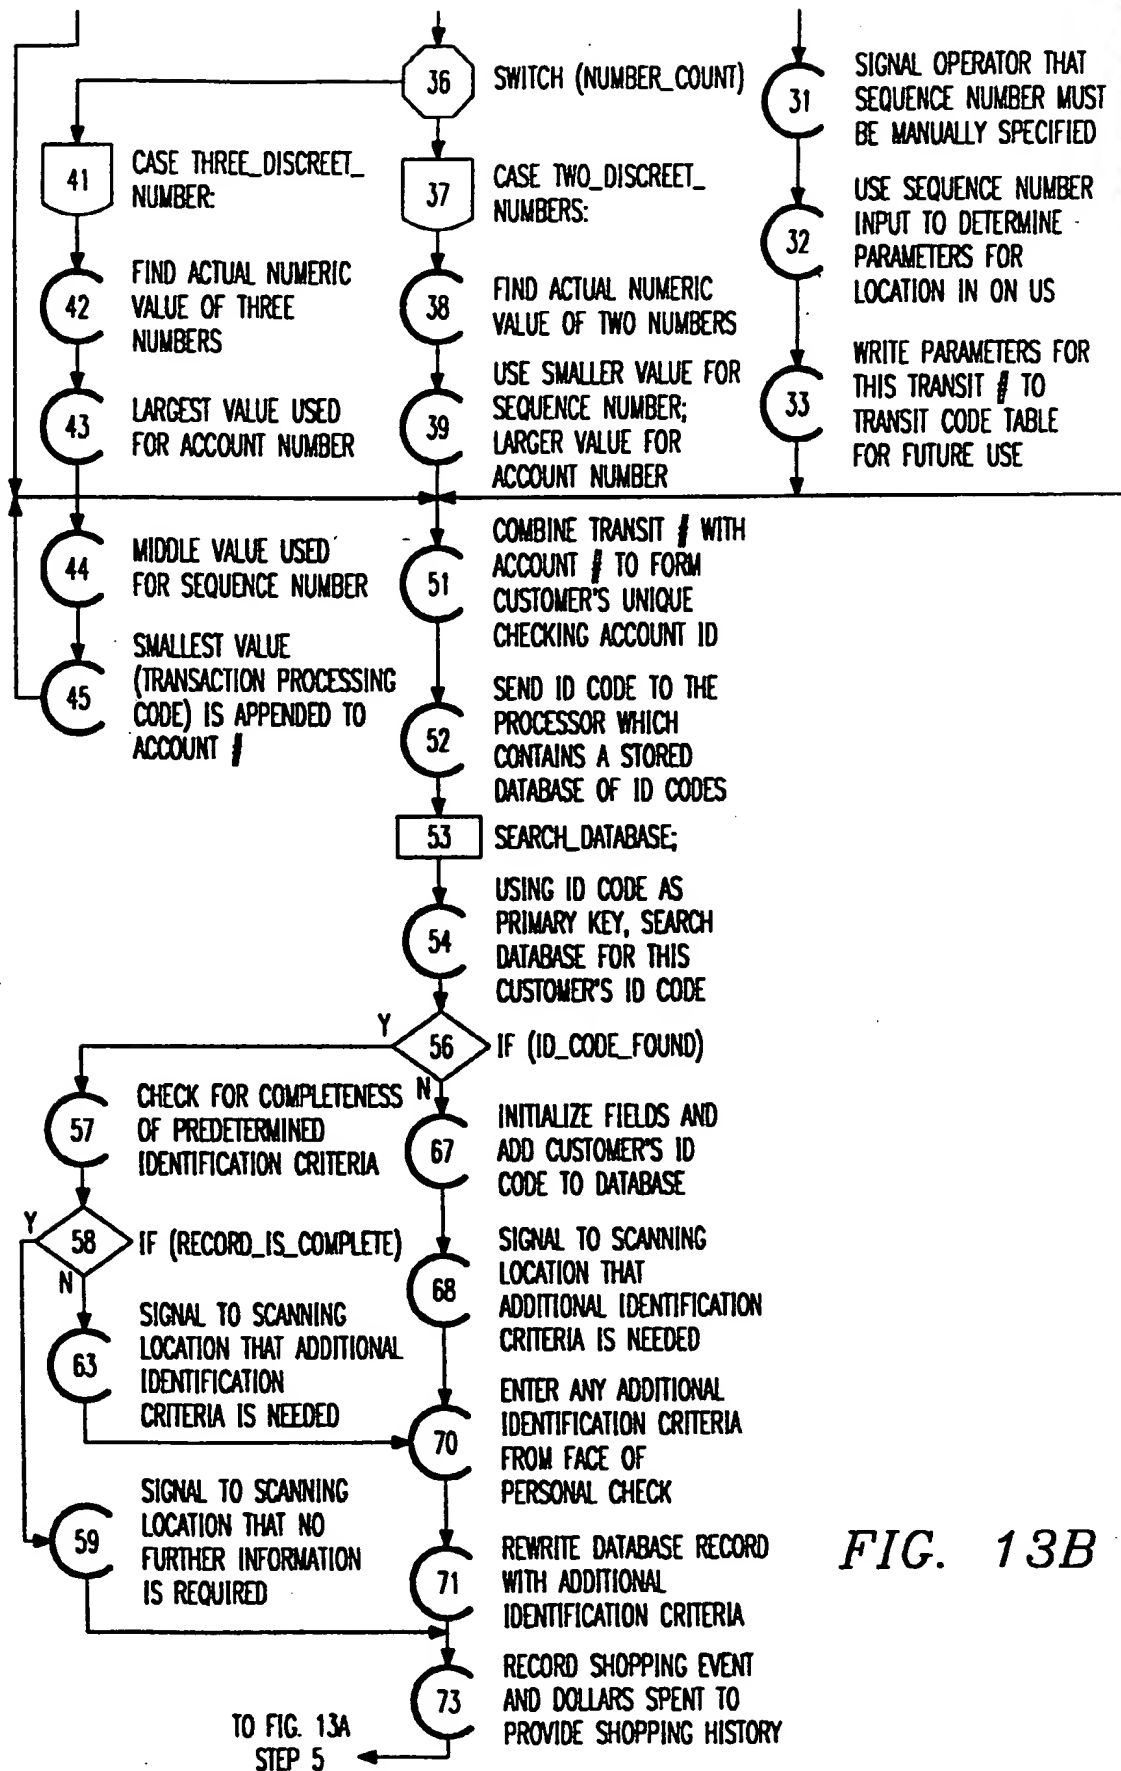 36
SWITCH (NUMBER_COUNT)
31
SIGNAL OPERATOR THAT
SEQUENCE NUMBER MUST
BE MANUALLY SPECIFIED
41
CASE THREE_DISCREET_
NUMBER:
37
CASE TWO_DISCREET_
NUMBERS:
32
USE SEQUENCE NUMBER
INPUT TO DETERMINE
PARAMETERS FOR
LOCATION IN ON US
42
FIND ACTUAL NUMERIC
VALUE OF THREE
NUMBERS
38
FIND ACTUAL NUMERIC
VALUE OF TWO NUMBERS
33
WRITE PARAMETERS FOR
THIS TRANSIT # TO
TRANSIT CODE TABLE
FOR FUTURE USE
43
LARGEST VALUE USED
FOR ACCOUNT NUMBER
39
USE SMALLER VALUE FOR
SEQUENCE NUMBER;
LARGER VALUE FOR
ACCOUNT NUMBER
44
MIDDLE VALUE USED
FOR SEQUENCE NUMBER
51
COMBINE TRANSIT # WITH
ACCOUNT # TO FORM
CUSTOMER'S UNIQUE
CHECKING ACCOUNT ID
45
SMALLEST VALUE
(TRANSACTION PROCESSING
CODE) IS APPENDED TO
ACCOUNT #
52
SEND ID CODE TO THE
PROCESSOR WHICH
CONTAINS A STORED
DATABASE OF ID CODES
53
SEARCH_DATABASE;
54
USING ID CODE AS
PRIMARY KEY, SEARCH
DATABASE FOR THIS
CUSTOMER'S ID CODE
Y
56
IF (ID_CODE_FOUND)
N
57
CHECK FOR COMPLETENESS
OF PREDETERMINED
IDENTIFICATION CRITERIA
67
INITIALIZE FIELDS AND
ADD CUSTOMER'S ID
CODE TO DATABASE
Y
58
IF (RECORD_IS_COMPLETE)
N
68
SIGNAL TO SCANNING
LOCATION THAT
ADDITIONAL IDENTIFICATION
CRITERIA IS NEEDED
63
SIGNAL TO SCANNING
LOCATION THAT ADDITIONAL
IDENTIFICATION
CRITERIA IS NEEDED
70
ENTER ANY ADDITIONAL
IDENTIFICATION CRITERIA
FROM FACE OF
PERSONAL CHECK
59
SIGNAL TO SCANNING
LOCATION THAT NO
FURTHER INFORMATION
IS REQUIRED
71
REWRITE DATABASE RECORD
WITH ADDITIONAL
IDENTIFICATION CRITERIA
FIG. 13B
73
RECORD SHOPPING EVENT
AND DOLLARS SPENT TO
PROVIDE SHOPPING HISTORY
TO FIG. 13A
STEP 5